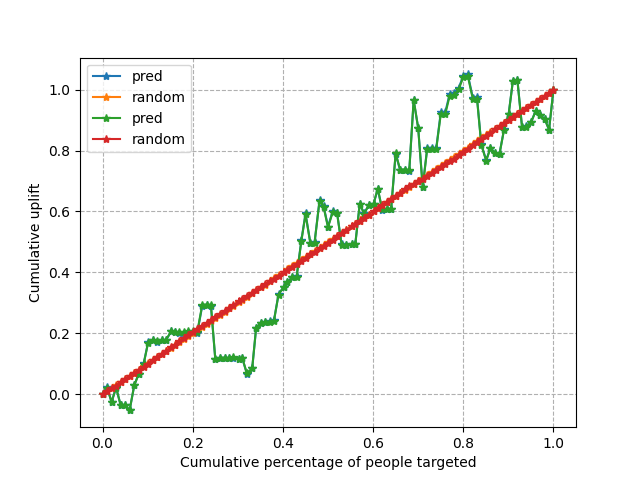 pred
random
pred
random
1.0
0.8
0.6
0.4
0.2
0.0
Cumulative uplift
0.0 0.2 0.4 0.6 0.8 1.0
Cumulative percentage of people targeted